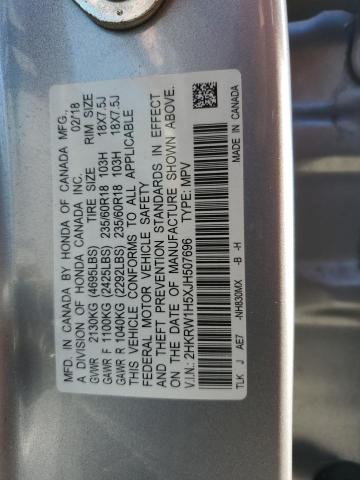 MFD. IN CANADA BY HONDA OF CANADA MFG.,
A DIVISION OF HONDA CANADA INC. 02/18
GVWR 2130KG (4695LBS) TIRE SIZE RIM SIZE
GAWR F 1100KG (2425LBS) 235/60R18 103H 18X7.5J
GAWR R 1040KG (2292LBS) 235/60R18 103H 18X7.5J
THIS VEHICLE CONFORMS TO ALL APPLICABLE
FEDERAL MOTOR VEHICLE SAFETY
AND THEFT PREVENTION STANDARDS IN EFFECT
ON THE DATE OF MANUFACTURE SHOWN ABOVE.
V.I.N.: 2HKRW1H5XJH507696 TYPE: MPV
TLK J AE7 -NH830MX -B -H
MADE IN CANADA